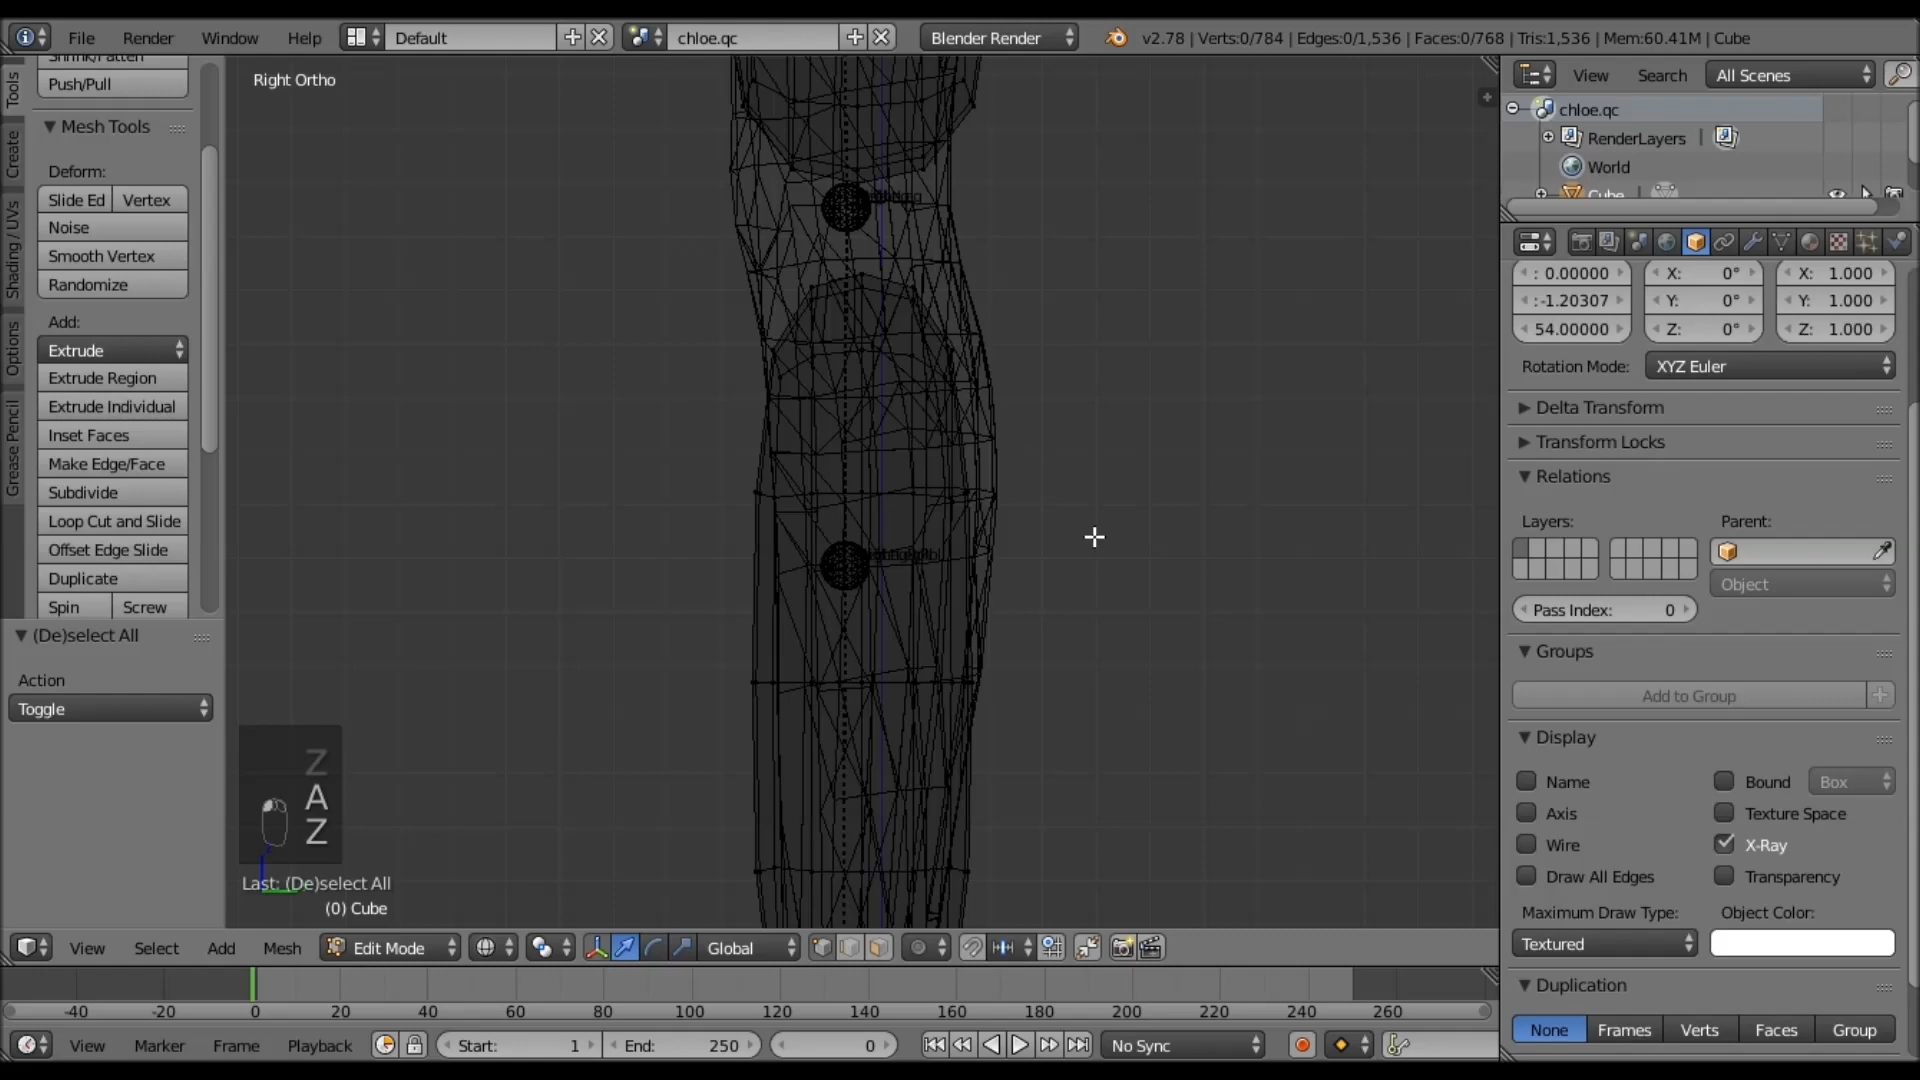 File Render Window Help Default chloe.qc Blender Render v2.78 | Verts:0/784 | Edges:0/1,536 | Faces:0/768 | Tris:1,536 | Mem:60.41M | Cube
Shrink/Fatten
Push/Pull
Mesh Tools
Deform:
Slide Ed Vertex
Noise
Smooth Vertex
Randomize
Add:
Extrude
Extrude Region
Extrude Individual
Inset Faces
Make Edge/Face
Subdivide
Loop Cut and Slide
Offset Edge Slide
Duplicate
Spin Screw
Tools
Create
Shading / UVs
Options
Grease Pencil
(De)select All
Action
Toggle
Right Ortho
Z
A
Z
Last: (De)select All
(0) Cube
View Search All Scenes
chloe.qc
RenderLayers |
World
Cube
: 0.00000 X: 0° X: 1.000
:-1.20307 Y: 0° Y: 1.000
54.00000 Z: 0° Z: 1.000
Rotation Mode: XYZ Euler
Delta Transform
Transform Locks
Relations
Layers: Parent:
Object
Pass Index: 0
Groups
Add to Group
Display
Name Bound Box
Axis Texture Space
Wire X-Ray
Draw All Edges Transparency
Maximum Draw Type: Object Color:
Textured
Duplication
None Frames Verts Faces Group
View Select Add Mesh Edit Mode Global
-40 -20 0 20 40 60 80 100 120 140 160 180 200 220 240 260
View Marker Frame Playback Start: 1 End: 250 0 No Sync